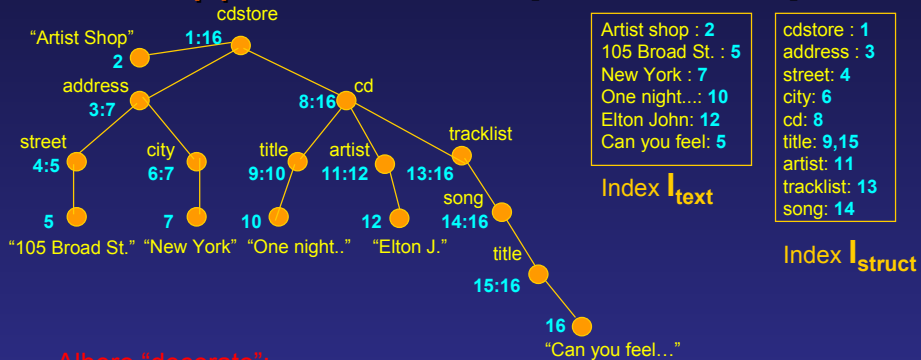 cdstore
1:16
“Artist Shop”
2
address
3:7
8:16
cd
street
4:5
city
6:7
title
9:10
artist
11:12
tracklist
13:16
song
14:16
5
7
10
12
“105 Broad St.” “New York” “One night..” “Elton J.”
title
15:16
16
“Can you feel…”
Artist shop : 2
105 Broad St. : 5
New York : 7
One night...: 10
Elton John: 12
Can you feel: 5
Index Itext
cdstore : 1
address : 3
street: 4
city: 6
cd: 8
title: 9,15
artist: 11
tracklist: 13
song: 14
Index Istruct